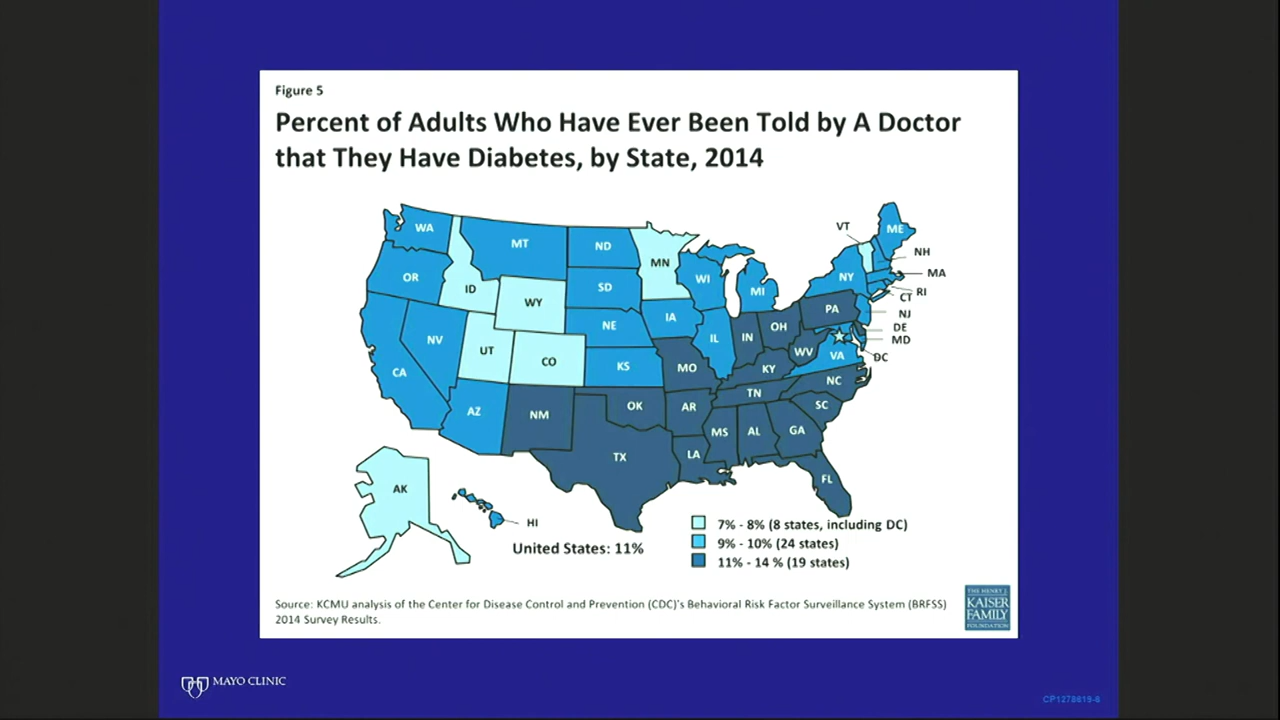 Figure 5
Percent of Adults Who Have Ever Been Told by A Doctor
that They Have Diabetes, by State, 2014
WA
MT
ND
MN
VT
ME
NH
OR
ID
SD
WI
NY
MA
WY
MI
RI
CT
NV
NE
IA
PA
NJ
UT
CO
IL
IN
OH
DE
MD
CA
KS
MO
WV
VA
DC
KY
AZ
NM
OK
AR
TN
NC
SC
TX
LA
MS
AL
GA
FL
AK
HI
United States: 11%
7% - 8% (8 states, including DC)
9% - 10% (24 states)
11% - 14 % (19 states)
Source: KCMU analysis of the Center for Disease Control and Prevention (CDC)'s Behavioral Risk Factor Surveillance System (BRFSS)
2014 Survey Results.
THE HENRY J.
KAISER
FAMILY
FOUNDATION
MAYO CLINIC
CP1278619-8